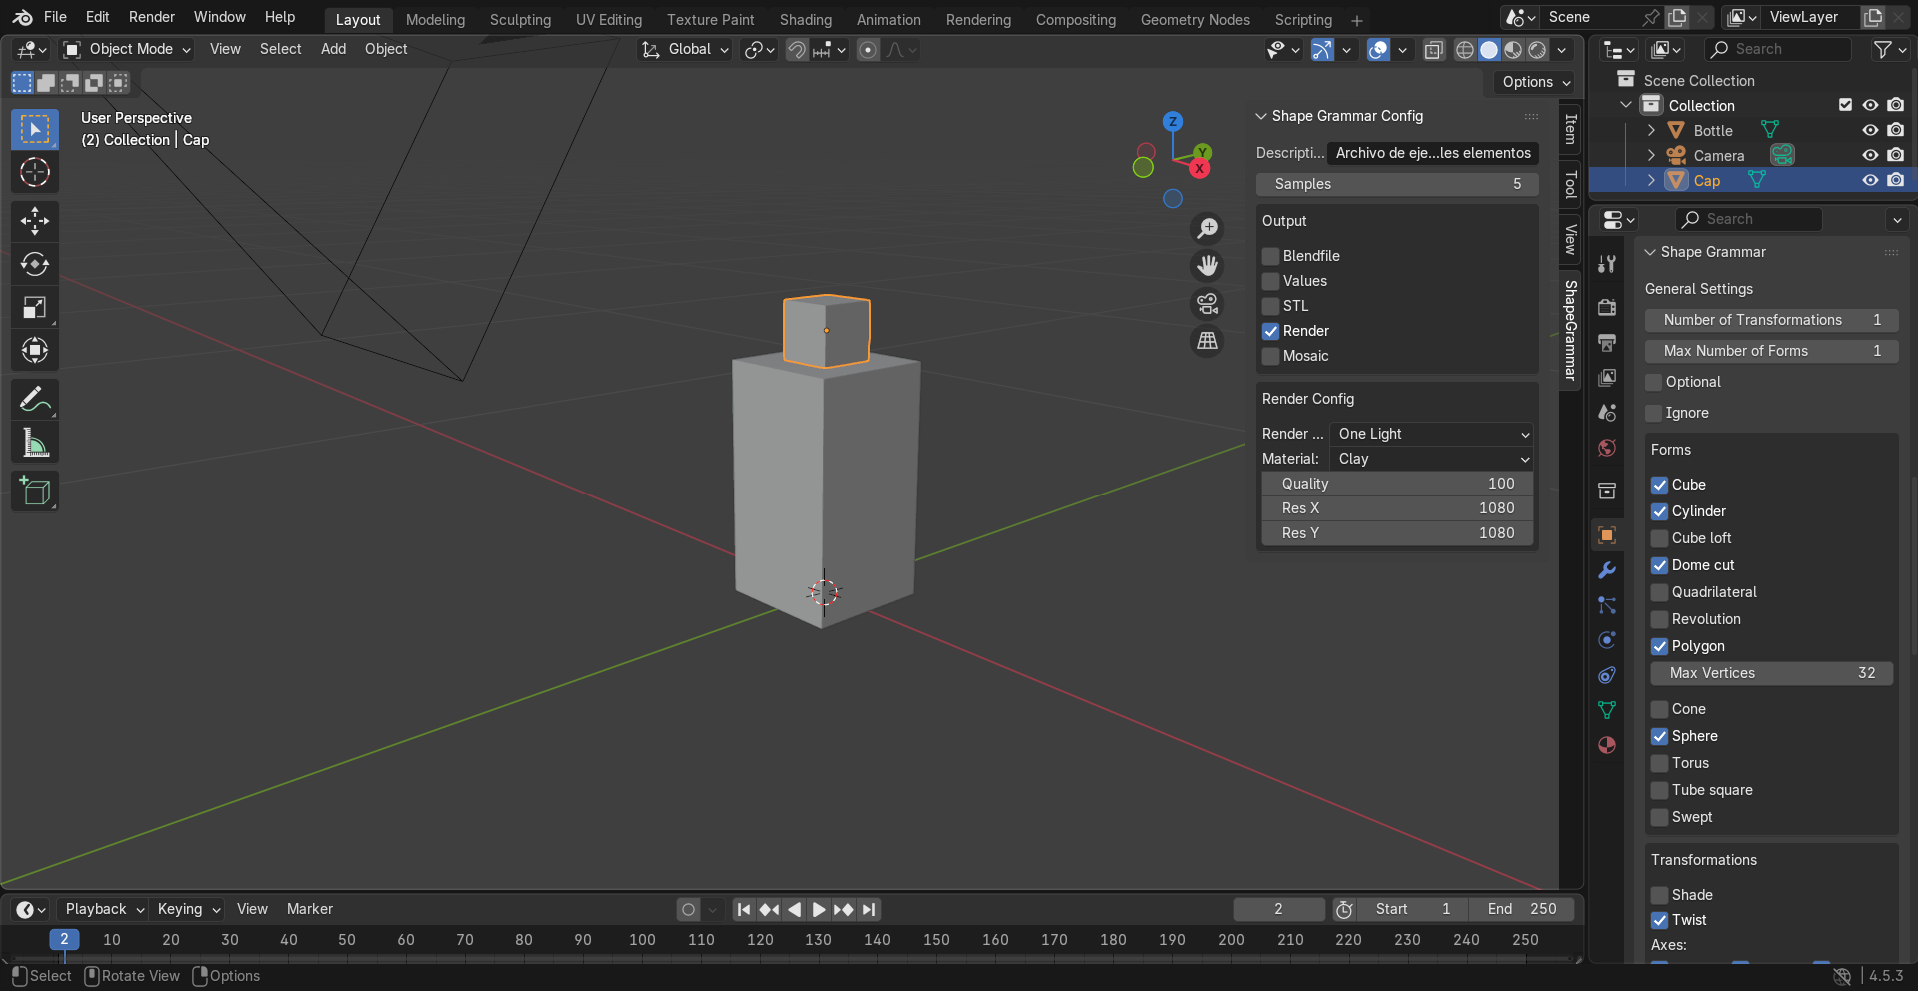 File Edit Render Window Help Layout Modeling Sculpting UV Editing Texture Paint Shading Animation Rendering Compositing Geometry Nodes Scripting + Scene ViewLayer
Object Mode View Select Add Object Global Search
Options
User Perspective
(2) Collection | Cap
Z
Y
X
Shape Grammar Config
Descripti... Archivo de eje...les elementos
Samples 5
Output
Blendfile
Values
STL
Render
Mosaic
Render Config
Render ... One Light
Material: Clay
Quality 100
Res X 1080
Res Y 1080
Item
Tool
View
ShapeGrammar
Scene Collection
Collection
Bottle
Camera
Cap
Search
Shape Grammar
General Settings
Number of Transformations 1
Max Number of Forms 1
Optional
Ignore
Forms
Cube
Cylinder
Cube loft
Dome cut
Quadrilateral
Revolution
Polygon
Max Vertices 32
Cone
Sphere
Torus
Tube square
Swept
Transformations
Shade
Twist
Axes:
Playback Keying View Marker 2 Start 1 End 250
2 10 20 30 40 50 60 70 80 90 100 110 120 130 140 150 160 170 180 190 200 210 220 230 240 250
Select Rotate View Options 4.5.3